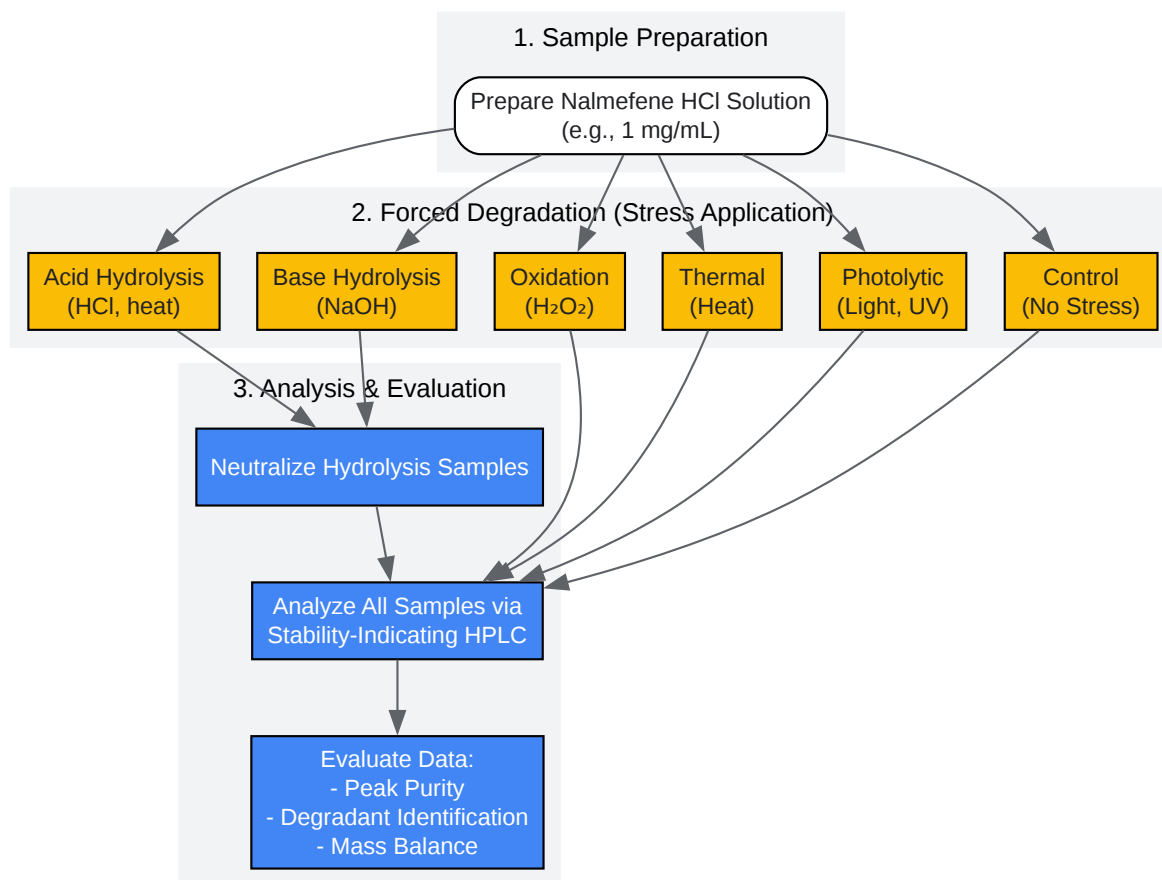 1. Sample Preparation
Prepare Nalmefene HCl Solution
(e.g., 1 mg/mL)
2. Forced Degradation (Stress Application)
Acid Hydrolysis
(HCl, heat)
Base Hydrolysis
(NaOH)
Oxidation
(H₂O₂)
Thermal
(Heat)
Photolytic
(Light, UV)
Control
(No Stress)
3. Analysis & Evaluation
Neutralize Hydrolysis Samples
Analyze All Samples via
Stability-Indicating HPLC
Evaluate Data:
- Peak Purity
- Degradant Identification
- Mass Balance